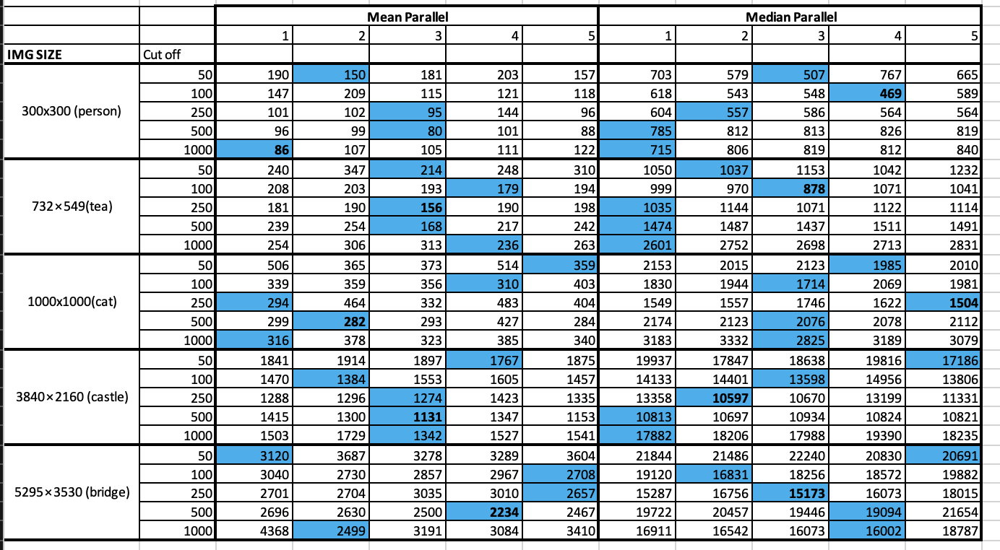 Mean Parallel Median Parallel
1 2 3 4 5 1 2 3 4 5
IMG SIZE Cut off
50 190 150 181 203 157 703 579 507 767 665
100 147 209 115 121 118 618 543 548 469 589
300x300 (person) 250 101 102 95 144 96 604 557 586 564 564
500 96 99 80 101 88 785 812 813 826 819
1000 86 107 105 111 122 715 806 819 812 840
50 240 347 214 248 310 1050 1037 1153 1042 1232
100 208 203 193 179 194 999 970 878 1071 1041
732×549(tea) 250 181 190 156 190 198 1035 1144 1071 1122 1114
500 239 254 168 217 242 1474 1487 1437 1511 1491
1000 254 306 313 236 263 2601 2752 2698 2713 2831
50 506 365 373 514 359 2153 2015 2123 1985 2010
100 339 359 356 310 403 1830 1944 1714 2069 1981
1000x1000(cat) 250 294 464 332 483 404 1549 1557 1746 1622 1504
500 299 282 293 427 284 2174 2123 2076 2078 2112
1000 316 378 323 385 340 3183 3332 2825 3189 3079
50 1841 1914 1897 1767 1875 19937 17847 18638 19816 17186
100 1470 1384 1553 1605 1457 14133 14401 13598 14956 13806
3840×2160 (castle) 250 1288 1296 1274 1423 1335 13358 10597 10670 13199 11331
500 1415 1300 1131 1347 1153 10813 10697 10934 10824 10821
1000 1503 1729 1342 1527 1541 17882 18206 17988 19390 18235
50 3120 3687 3278 3289 3604 21844 21486 22240 20830 20691
100 3040 2730 2857 2967 2708 19120 16831 18256 18572 19882
5295×3530 (bridge) 250 2701 2704 3035 3010 2657 15287 16756 15173 16073 18015
500 2696 2630 2500 2234 2467 19722 20457 19446 19094 21654
1000 4368 2499 3191 3084 3410 16911 16542 16073 16002 18787